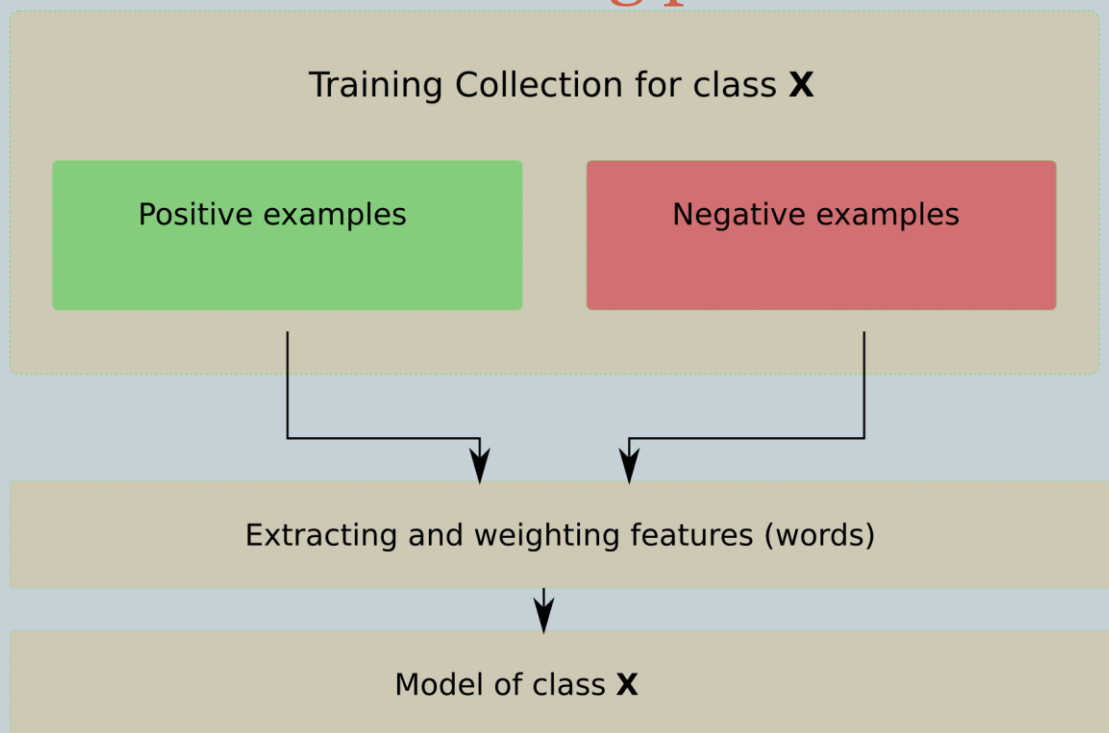 Training Collection for class X
Positive examples
Negative examples
Extracting and weighting features (words)
Model of class X